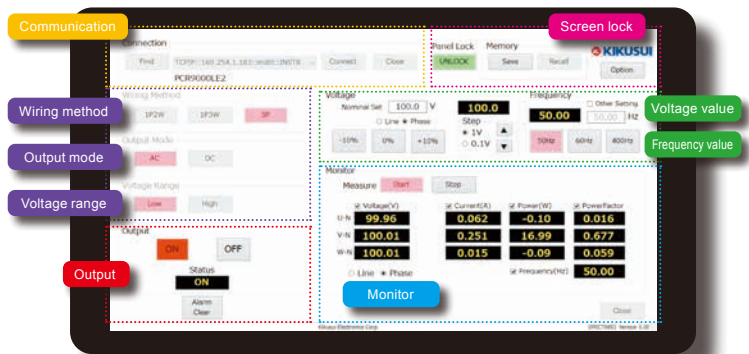 Communication
Screen lock
Connection
Panel Lock Memory
KIKUSUI
Find Connect Close
UNLOCK Save Recall
Option
PCR9000LE2
Wiring method
Wiring Method
1P2W 1P3W 3P
Output mode
Output Mode
AC DC
Voltage range
Voltage Range
Low High
Voltage
Nominal Set 100.0 V 100.0
Line Phase
Step
1V
0.1V
-10% 0% +10%
Frequency
Other Setting
50.00 50.00 Hz
50Hz 60Hz 400Hz
Voltage value
Frequency value
Monitor
Measure Start Stop
Voltage(V) Current(A) Power(W) PowerFactor
U-N 99.96 0.062 -0.10 0.016
V-N 100.01 0.251 16.99 0.677
W-N 100.01 0.015 -0.09 0.059
Line Phase Frequency(Hz) 50.00
Monitor
Close
Output
Output
ON OFF
Status
ON
Alarm
Clear
Kikusui Electronics Corp.